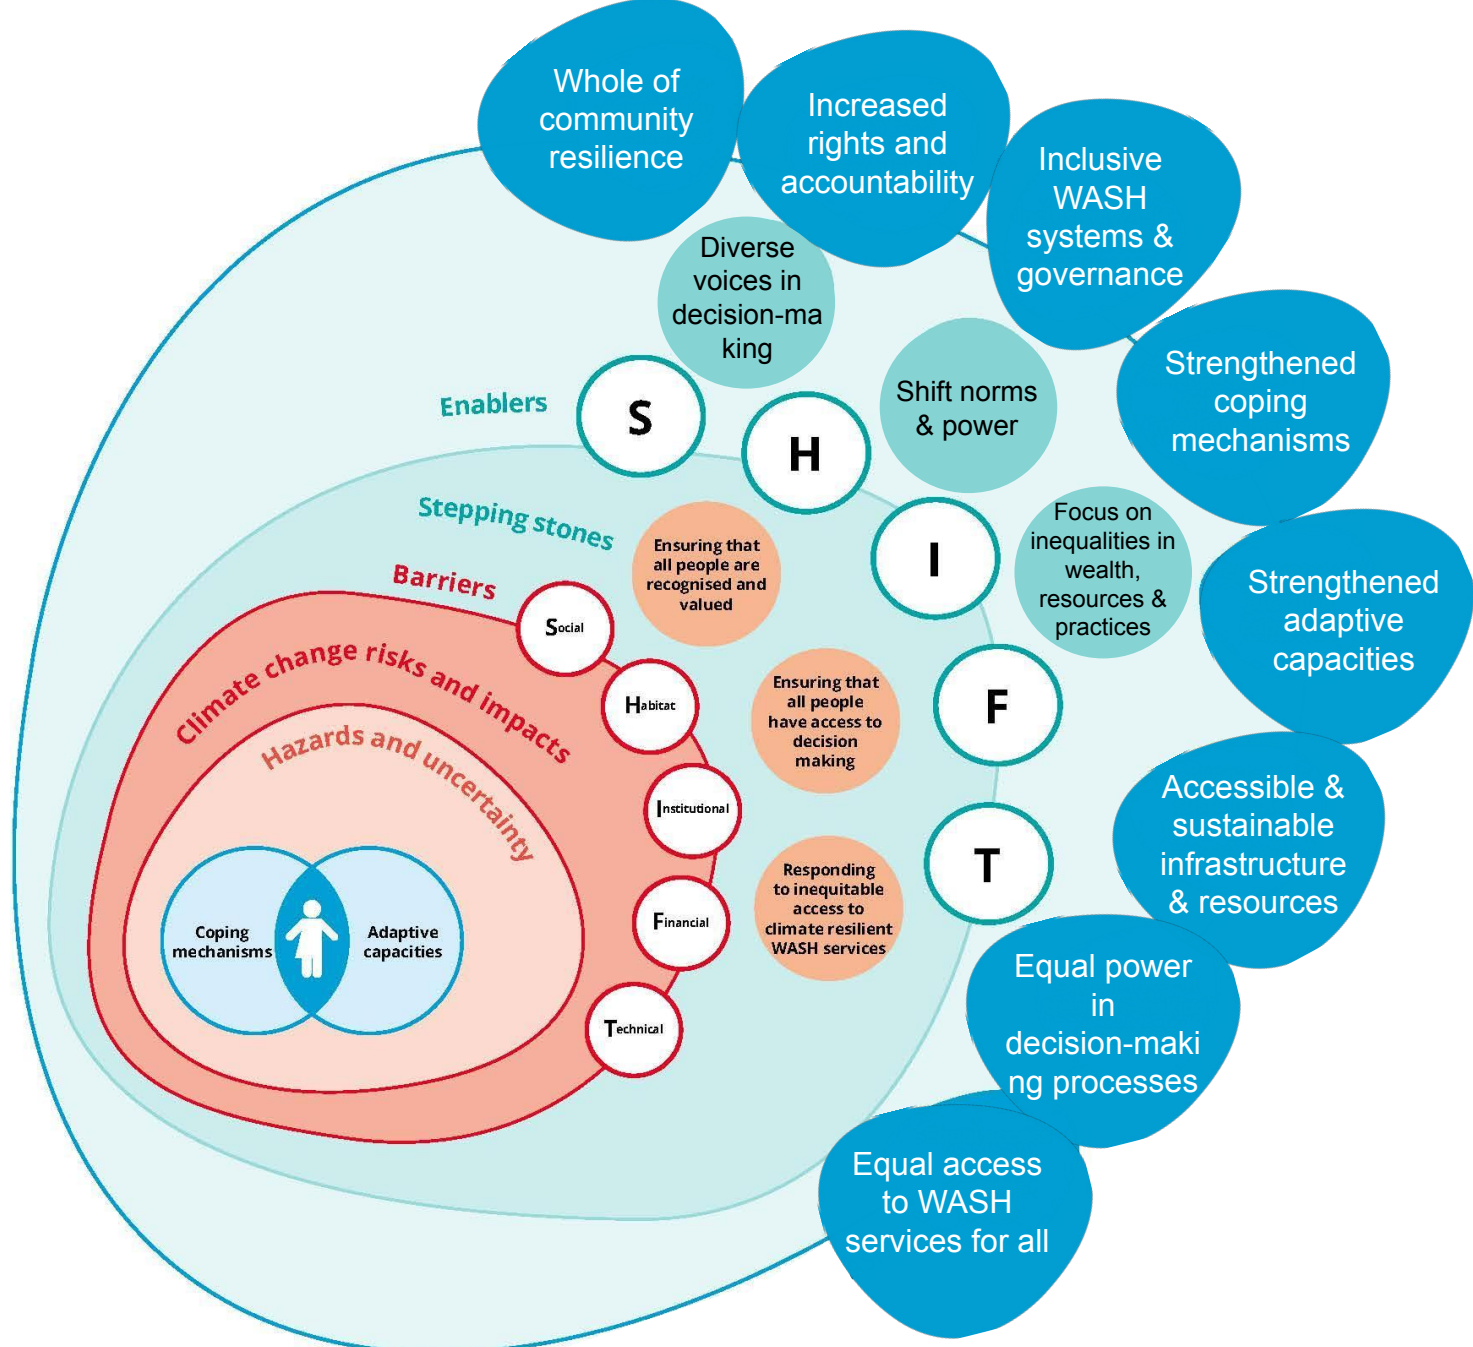 Whole of
community
resilience
Increased
rights and
accountability
Inclusive
WASH
systems &
governance
Strengthened
coping
mechanisms
Strengthened
adaptive
capacities
Accessible &
sustainable
infrastructure
& resources
Equal power
in
decision-maki
ng processes
Equal access
to WASH
services for all
Diverse
voices in
decision-ma
king
Shift norms
& power
Focus on
inequalities in
wealth,
resources &
practices
Enablers
S
H
I
F
T
Stepping stones
Ensuring that
all people are
recognised and
valued
Ensuring that
all people
have access to
decision
making
Responding
to inequitable
access to
climate resilient
WASH services
Barriers
Social
Habitat
Institutional
Financial
Technical
Climate change risks and impacts
Hazards and uncertainty
Coping
mechanisms
Adaptive
capacities